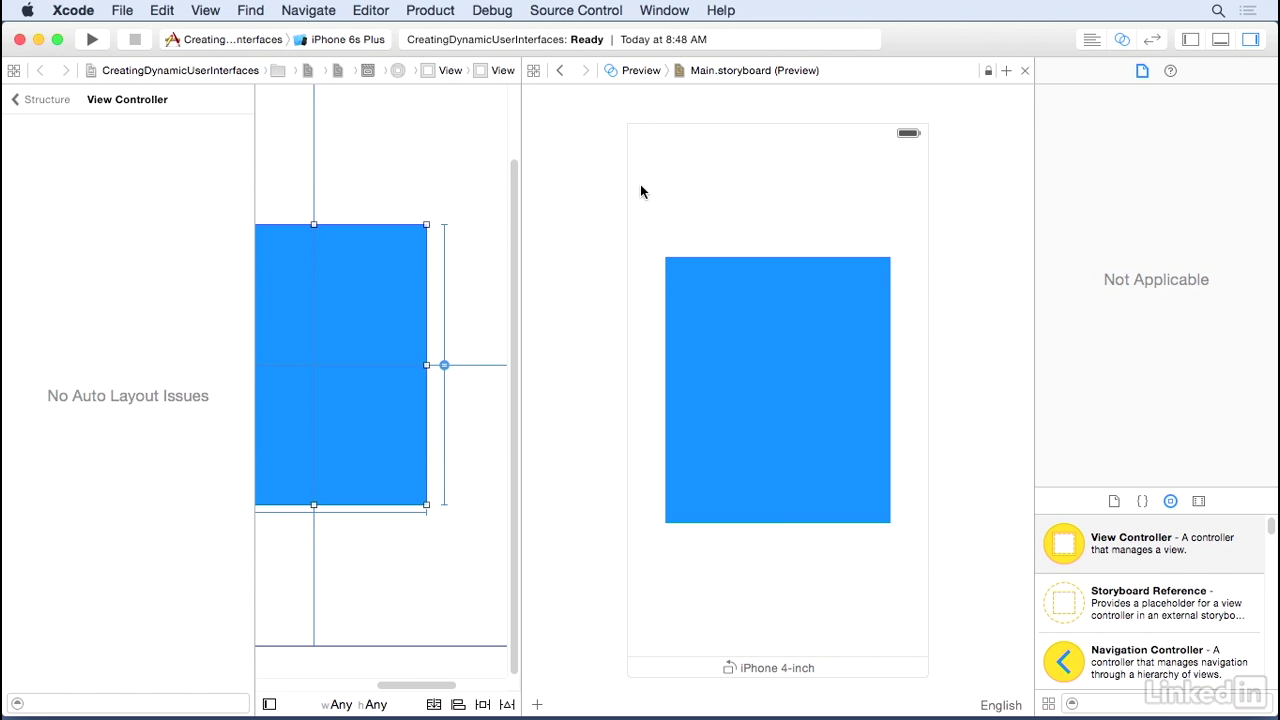 Xcode File Edit View Find Navigate Editor Product Debug Source Control Window Help
Creating...nterfaces iPhone 6s Plus CreatingDynamicUserInterfaces: Ready | Today at 8:48 AM
CreatingDynamicUserInterfaces View View Preview Main.storyboard (Preview)
Structure View Controller
No Auto Layout Issues
Not Applicable
View Controller - A controller
that manages a view.
Storyboard Reference -
Provides a placeholder for a view
controller in an external storybo...
Navigation Controller - A
controller that manages navigation
through a hierarchy of views.
iPhone 4-inch
wAny hAny
English
Linked in